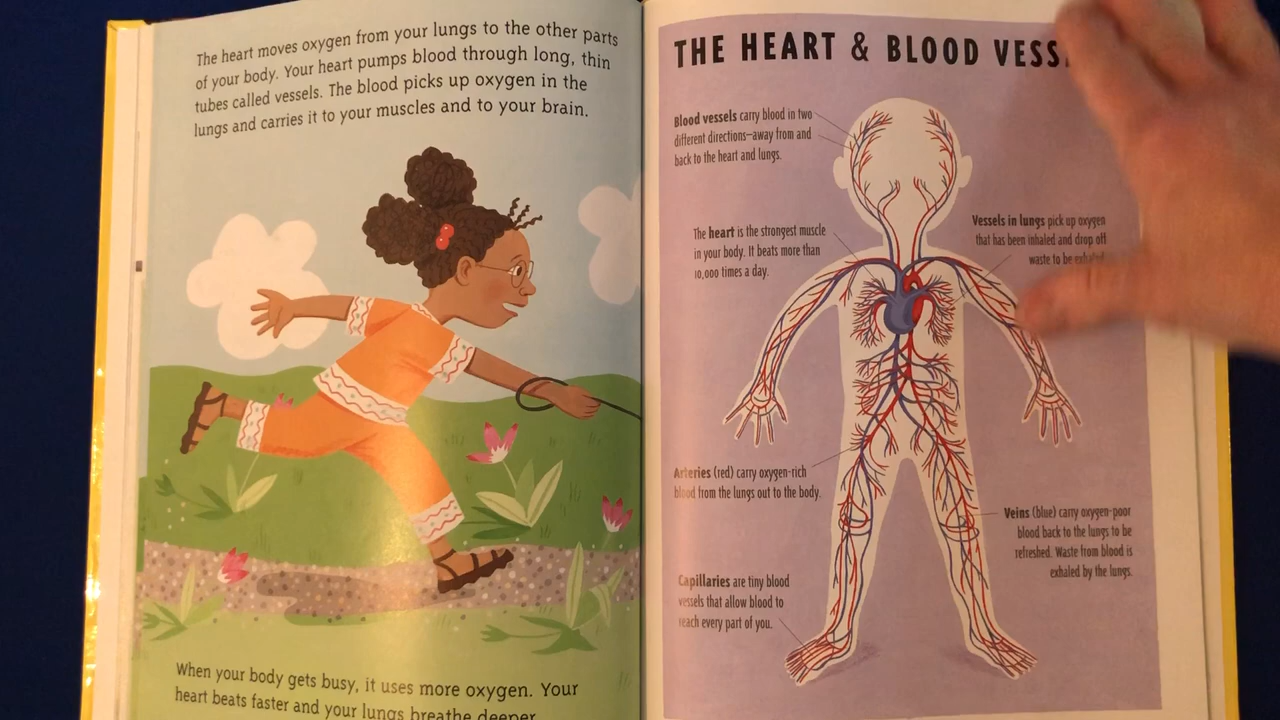 The heart moves oxygen from your lungs to the other parts
of your body. Your heart pumps blood through long, thin
tubes called vessels. The blood picks up oxygen in the
lungs and carries it to your muscles and to your brain.
When your body gets busy, it uses more oxygen. Your
heart beats faster and your lungs breathe deeper
THE HEART & BLOOD VESS
Blood vessels carry blood in two
different directions—away from and
back to the heart and lungs.
The heart is the strongest muscle
in your body. It beats more than
10,000 times a day.
Vessels in lungs pick up oxygen
that has been inhaled and drop off
waste to be exhaled.
Arteries (red) carry oxygen-rich
blood from the lungs out to the body.
Veins (blue) carry oxygen-poor
blood back to the lungs to be
refreshed. Waste from blood is
exhaled by the lungs.
Capillaries are tiny blood
vessels that allow blood to
reach every part of you.